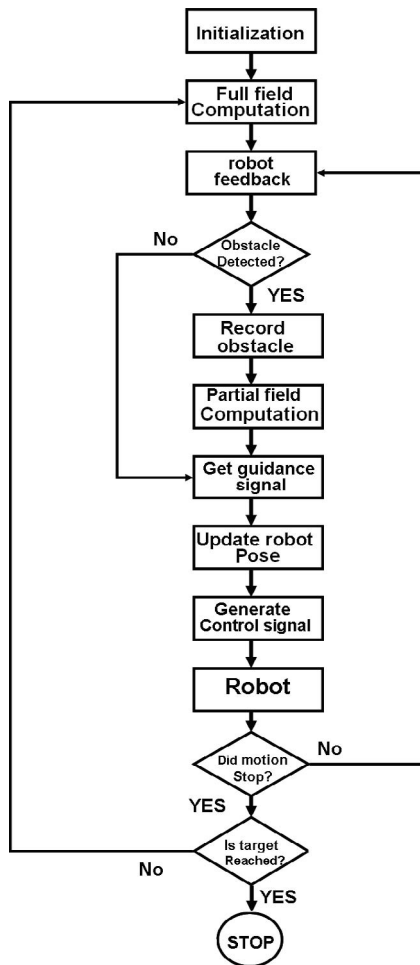 Initialization
Full field
Computation
robot
feedback
No
Obstacle
Detected?
YES
Record
obstacle
Partial field
Computation
Get guidance
signal
Update robot
Pose
Generate
Control signal
Robot
Did motion
Stop?
No
YES
Is target
Reached?
No
YES
STOP